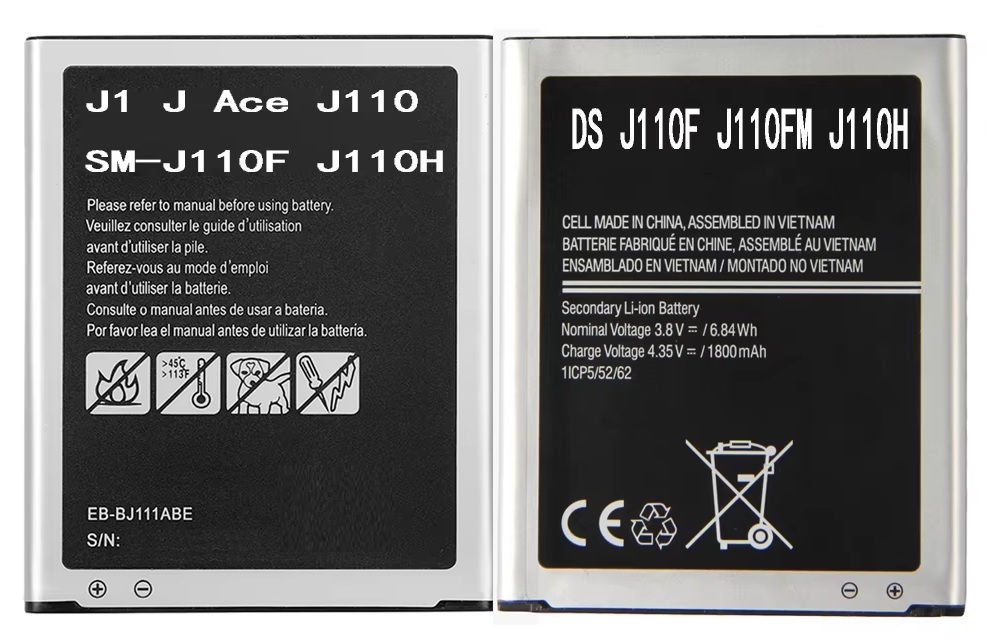 J1 J Ace J110
SM-J110F J110H
Please refer to manual before using battery.
Veuillez consulter le guide d'utilisation
avant d'utiliser la pile.
Referez-vous au mode d'emploi
avant d'utiliser la batterie.
Consulte o manual antes de usar a bateria.
Por favor lea el manual antes de utilizar la batería.
>45℃
>113℉
EB-BJ111ABE
S/N:
DS J110F J110FM J110H
CELL MADE IN CHINA, ASSEMBLED IN VIETNAM
BATTERIE FABRIQUÉ EN CHINE, ASSEMBLÉ AU VIETNAM
ENSAMBLADO EN VIETNAM / MONTADO NO VIETNAM
Secondary Li-ion Battery
Nominal Voltage 3.8 V ⎓ / 6.84 Wh
Charge Voltage 4.35 V ⎓ / 1800 mAh
1ICP5/52/62
CE